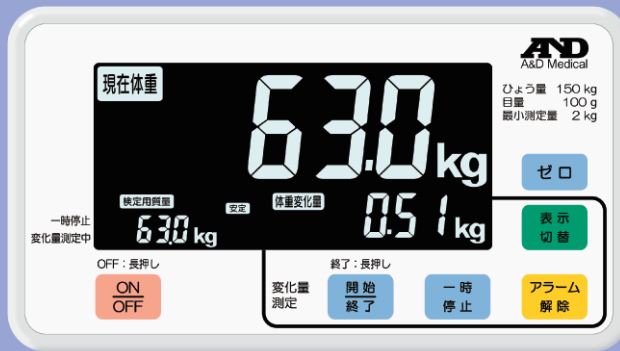 AND
A&D Medical
現在体重
63.0 kg
ひょう量 150 kg
目量 100 g
最小測定量 2 kg
ゼロ
検定用質量
63.0 kg
安定
体重変化量
0.51 kg
一時停止
変化量測定中
表示
切替
OFF:長押し
ON
OFF
変化量
測定
終了:長押し
開始
終了
一時
停止
アラーム
解除